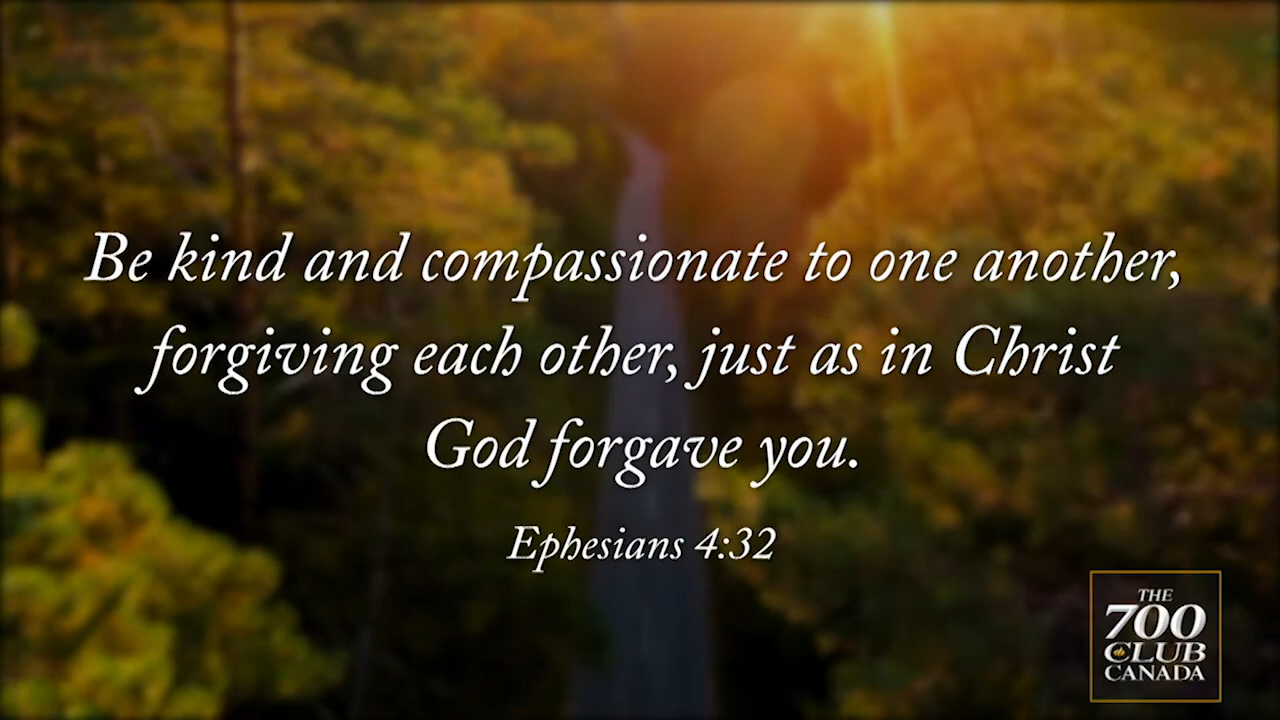 Be kind and compassionate to one another,
forgiving each other, just as in Christ
God forgave you.
Ephesians 4:32
THE
700
CLUB
CANADA